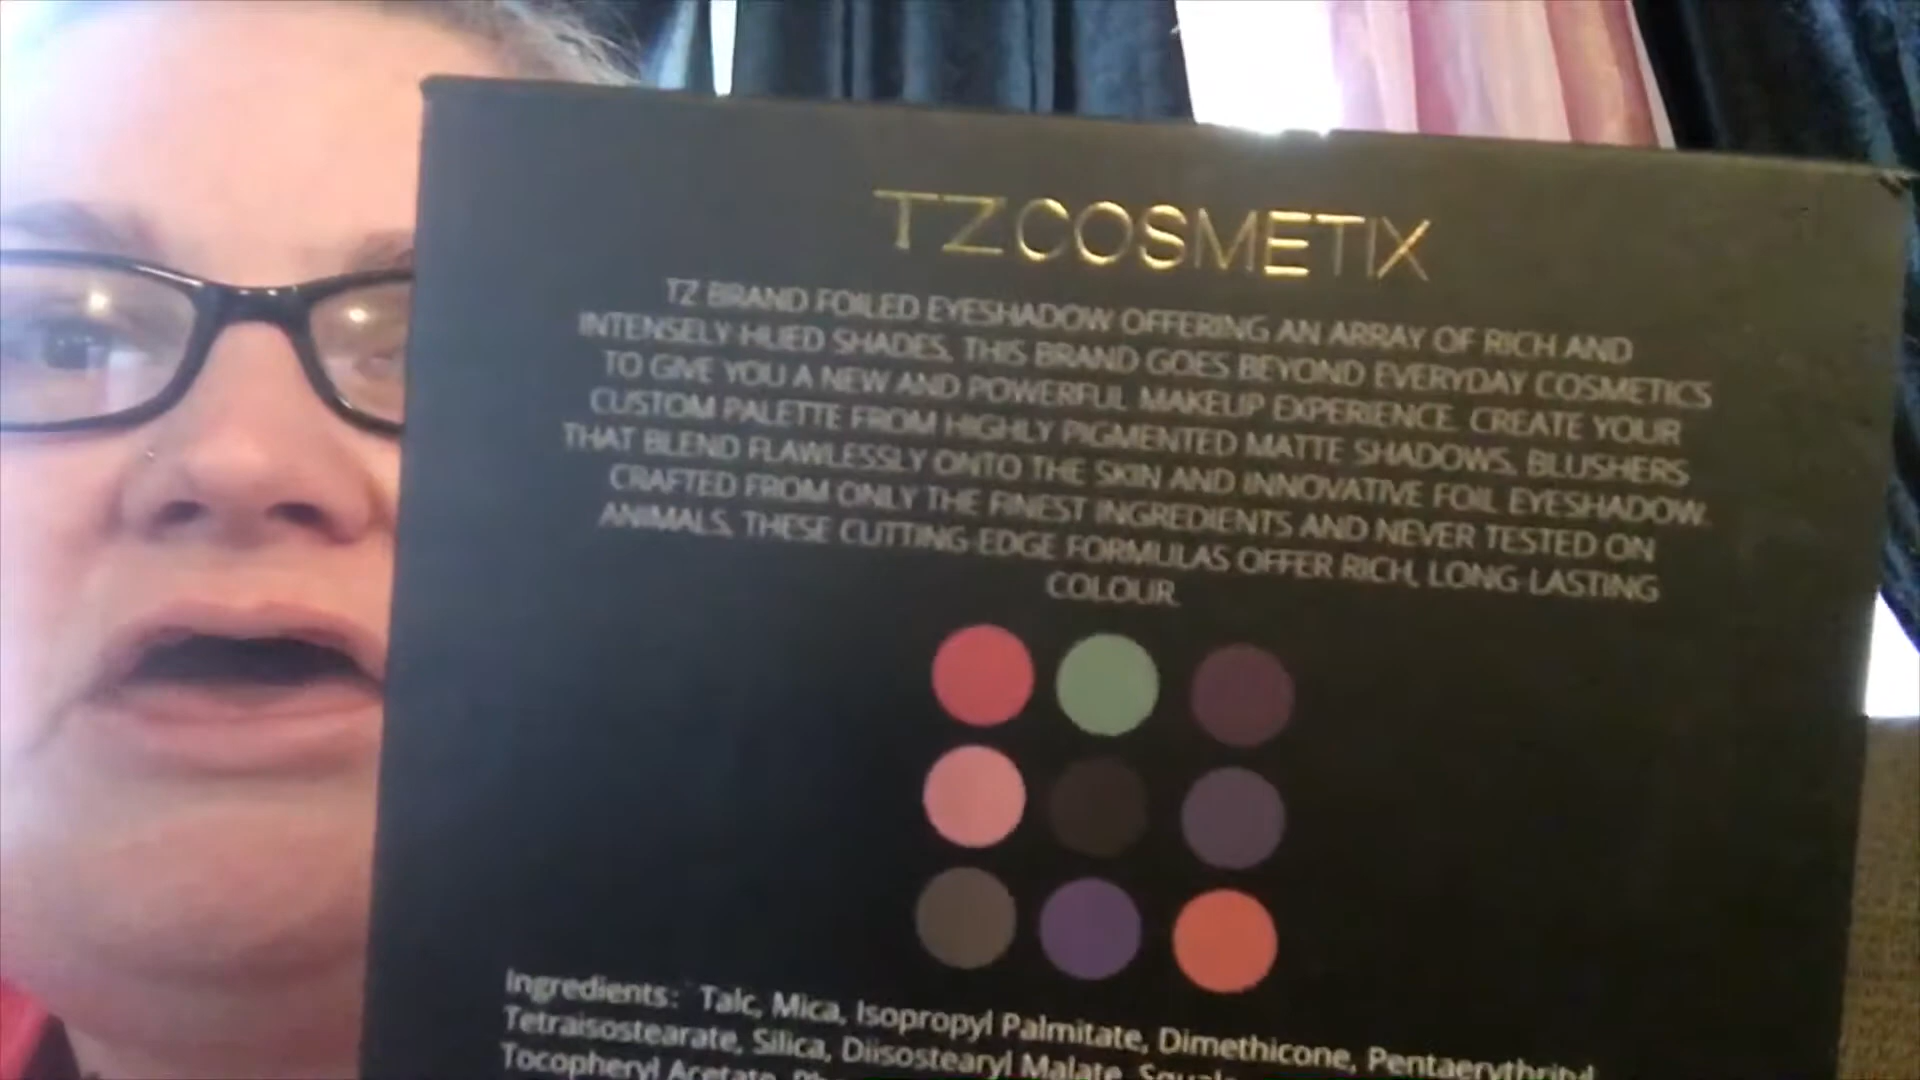 TZCOSMETIX
TZ BRAND FOILED EYESHADOW OFFERING AN ARRAY OF RICH AND
INTENSELY-HUED SHADES. THIS BRAND GOES BEYOND EVERYDAY COSMETICS
TO GIVE YOU A NEW AND POWERFUL MAKEUP EXPERIENCE. CREATE YOUR
CUSTOM PALETTE FROM HIGHLY PIGMENTED MATTE SHADOWS, BLUSHERS
THAT BLEND FLAWLESSLY ONTO THE SKIN AND INNOVATIVE FOIL EYESHADOW.
CRAFTED FROM ONLY THE FINEST INGREDIENTS AND NEVER TESTED ON
ANIMALS, THESE CUTTING-EDGE FORMULAS OFFER RICH, LONG-LASTING
COLOUR.
Ingredients: Talc, Mica, Isopropyl Palmitate, Dimethicone, Pentaerythrityl
Tetraisostearate, Silica, Diisostearyl Malate,
Tocopheryl Acetate,